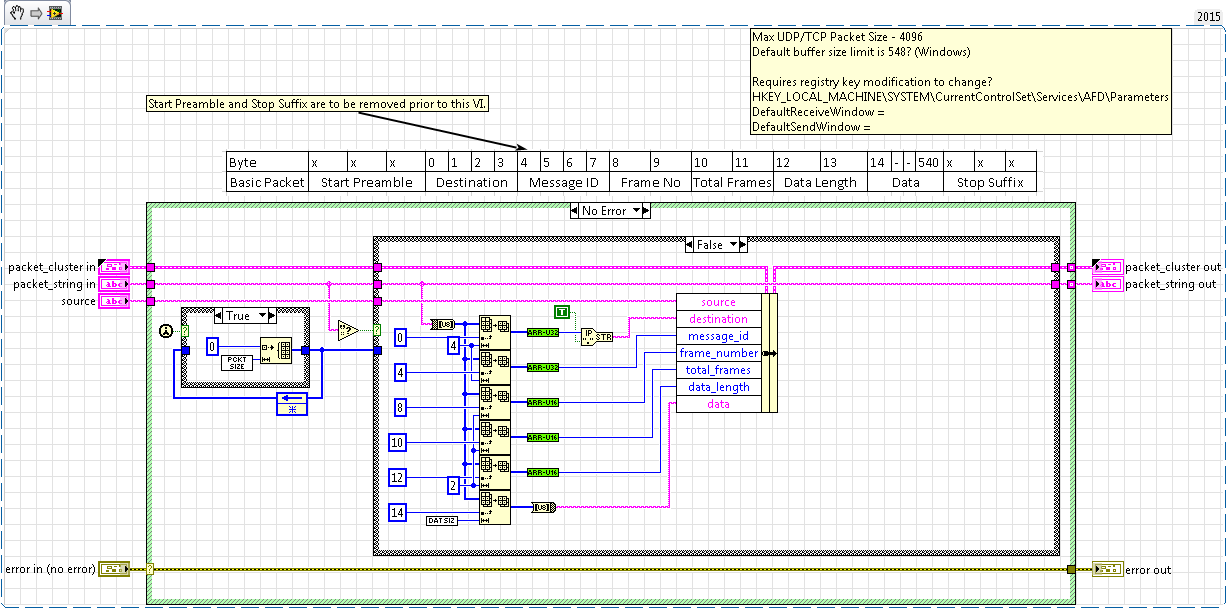 2015
Max UDP/TCP Packet Size - 4096
Default buffer size limit is 548? (Windows)
Requires registry key modification to change?
HKEY_LOCAL_MACHINE\SYSTEM\CurrentControlSet\Services\AFD\Parameters
DefaultReceiveWindow =
DefaultSendWindow =
Start Preamble and Stop Suffix are to be removed prior to this VI.
Byte x x x 0 1 2 3 4 5 6 7 8 9 10 11 12 13 14 - - 540 x x x
Basic Packet Start Preamble Destination Message ID Frame No Total Frames Data Length Data Stop Suffix
No Error
False
packet_cluster in
packet_string in
source
packet_cluster out
packet_string out
True
0
PCKT SIZE
abc
abc
abc
?
?
?
[U8]
0
4
4
8
10
12
2
14
DAT SIZ
ARR-U32
ARR-U32
ARR-U16
ARR-U16
ARR-U16
[U8]
T
IP
STR
source
destination
message_id
frame_number
total_frames
data_length
data
error in (no error)
?
error out